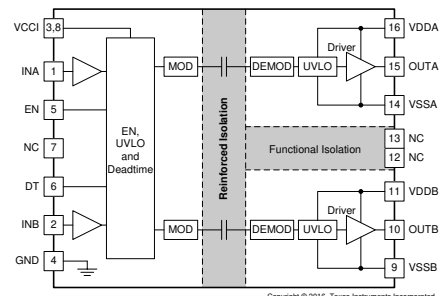 VCCI 3,8
16 VDDA
Driver
MOD
DEMOD
UVLO
INA 1
15 OUTA
EN 5
14 VSSA
EN,
UVLO
and
Deadtime
Reinforced Isolation
Functional Isolation
13 NC
12 NC
NC 7
DT 6
11 VDDB
Driver
INB 2
MOD
DEMOD
UVLO
10 OUTB
GND 4
9 VSSB
Copyright © 2016, Texas Instruments Incorporated